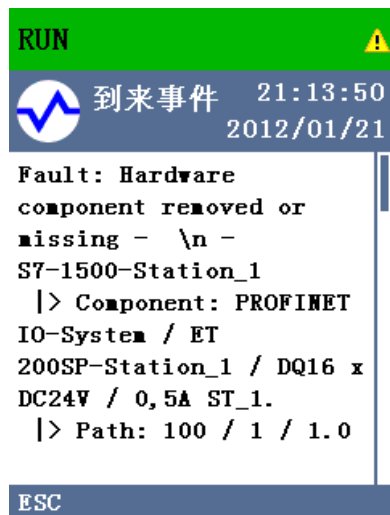 RUN
到来事件 21:13:50
2012/01/21
Fault: Hardware
component removed or
missing - \n -
S7-1500-Station_1
|> Component: PROFINET
IO-System / ET
200SP-Station_1 / DQ16 x
DC24V / 0,5A ST_1.
|> Path: 100 / 1 / 1.0
ESC